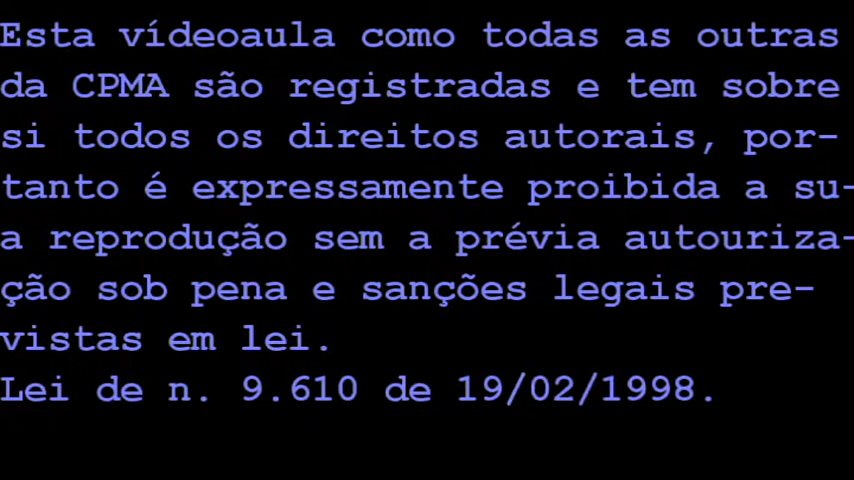 Esta vídeoaula como todas as outras
da CPMA são registradas e tem sobre
si todos os direitos autorais, por-
tanto é expressamente proibida a su-
a reprodução sem a prévia autouriza-
ção sob pena e sanções legais pre-
vistas em lei.
Lei de n. 9.610 de 19/02/1998.